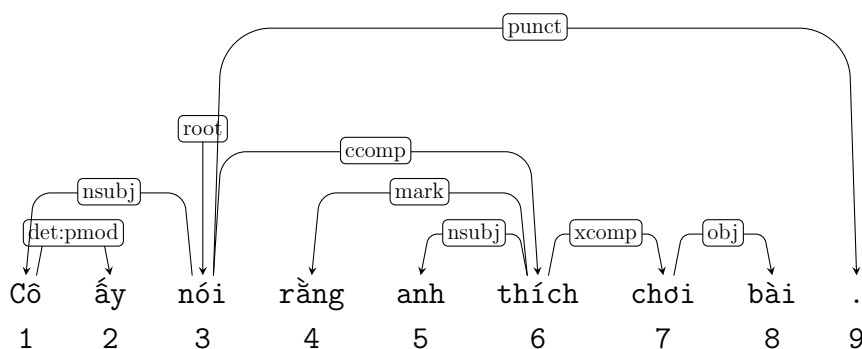 punct
root
ccomp
nsubj mark
det:pmod nsubj xcomp obj
Cô ấy nói rằng anh thích chơi bài .
1 2 3 4 5 6 7 8 9